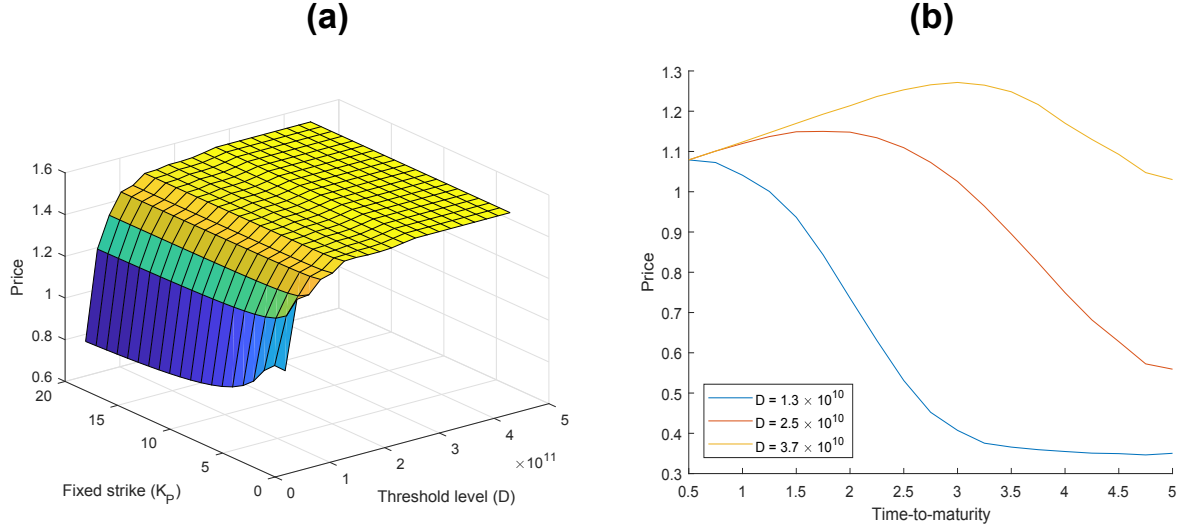 (a)
1.6
1.4
1.2
1
0.8
0.6
Price
20
15
10
5
0
Fixed strike (K_P)
0
1
2
3
4
5
× 10^11
Threshold level (D)
(b)
1.3
1.2
1.1
1
0.9
0.8
0.7
0.6
0.5
0.4
0.3
Price
D = 1.3 × 10^10
D = 2.5 × 10^10
D = 3.7 × 10^10
0.5 1 1.5 2 2.5 3 3.5 4 4.5 5
Time-to-maturity